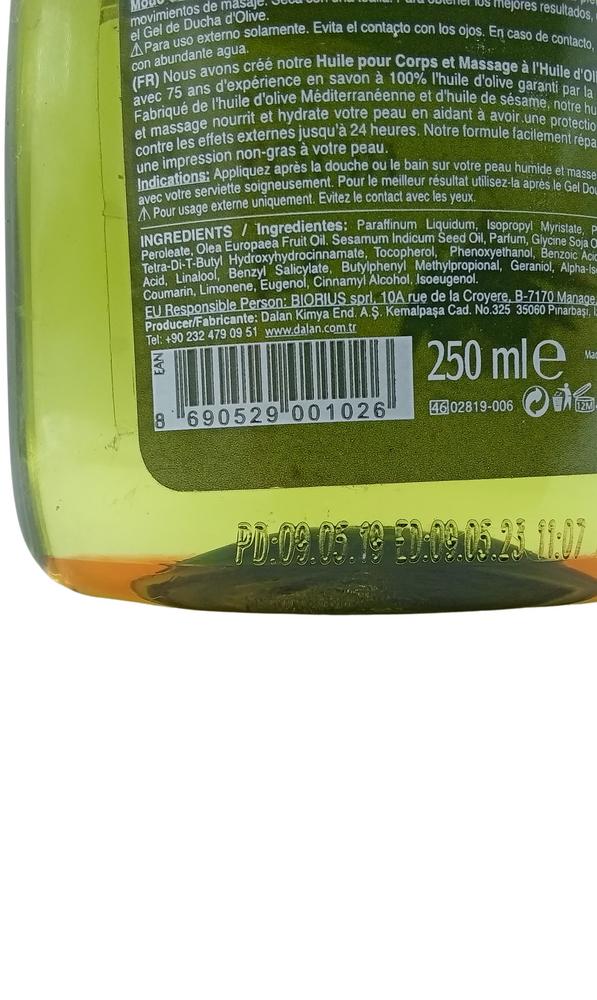 movimientos de masaje. Seca con una toalla. Para obtener los mejores resultados,
el Gel de Ducha d'Olive.
⚠Para uso externo solamente. Evita el contacto con los ojos. En caso de contacto,
con abondante agua.
(FR) Nous avons créé notre Huile pour Corps et Massage à l'Huile d'Oli
avec 75 ans d'expérience en savon à 100% l'huile d'olive garanti par la
Fabriqué de l'huile d'olive Méditerranéenne et d'huile de sésame, notre hu
et massage nourrit et hydrate votre peau en aidant à avoir une protectio
contre les effets externes jusqu'à 24 heures. Notre formule facilement répa
une impression non-gras à votre peau.
Indications: Appliquez après la douche ou le bain sur votre peau humide et masse
avec votre serviette soigneusement. Pour le meilleur résultat utilisez-la après le Gel Dou
⚠ Pour usage externe uniquement. Evitez le contact avec les yeux.
INGREDIENTS / Ingredientes: Paraffinum Liquidum, Isopropyl Myristate, P
Peroleate, Olea Europaea Fruit Oil, Sesamum Indicum Seed Oil, Parfum, Glycine Soja O
Tetra-Di-T-Butyl Hydroxyhydrocinnamate, Tocopherol, Phenoxyethanol, Benzoic Aci
Acid, Linalool, Benzyl Salicylate, Butylphenyl Methylpropional, Geraniol, Alpha-Is
Coumarin, Limonene, Eugenol, Cinnamyl Alcohol, Isoeugenol.
EU Responsible Person: BIORIUS sprl, 10A rue de la Croyere, B-7170 Manage,
Producer/Fabricante: Dalan Kimya End. A.Ş. Kemalpaşa Cad. No.325 35060 Pınarbaşı, İz
Tel: +90 232 479 09 51 www.dalan.com.tr
EAN
8 690529 001026
250 ml e
46 02819-006
12M
PD:09.05.19 ED:09.05.23 11:07